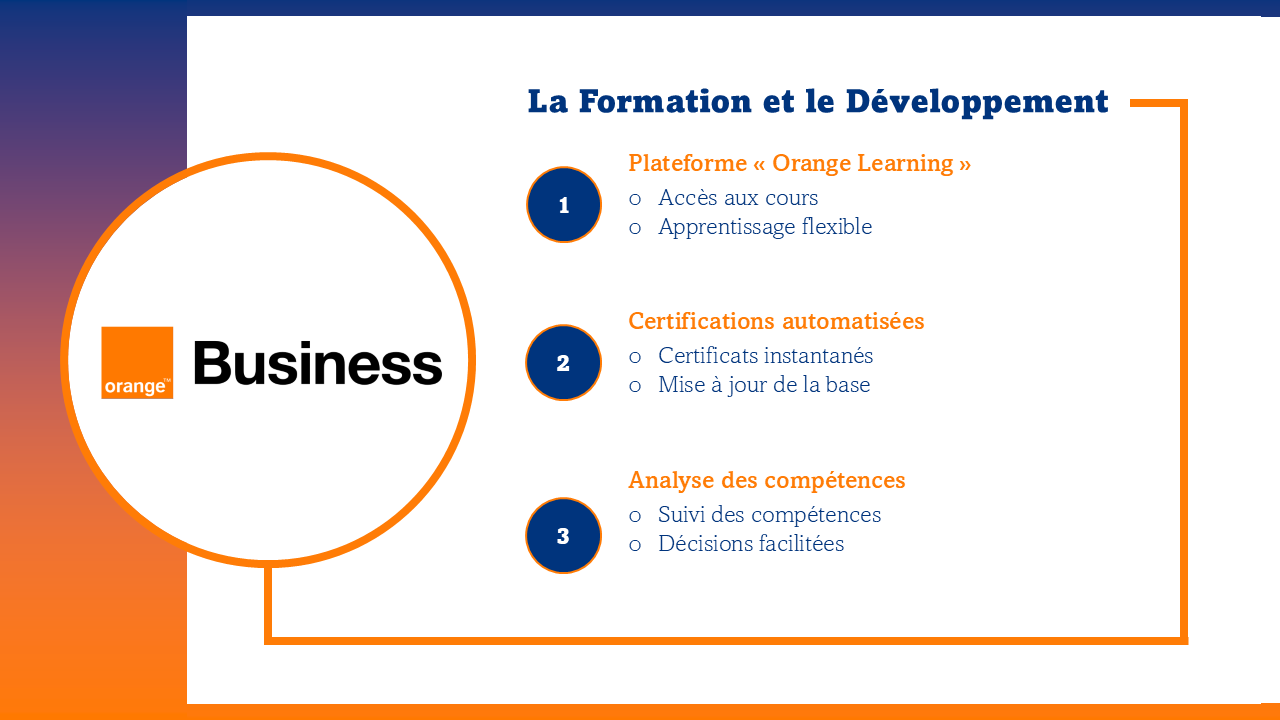 La Formation et le Développement
1
Plateforme « Orange Learning »
o Accès aux cours
o Apprentissage flexible
2
Certifications automatisées
o Certificats instantanés
o Mise à jour de la base
3
Analyse des compétences
o Suivi des compétences
o Décisions facilitées
orange™ Business